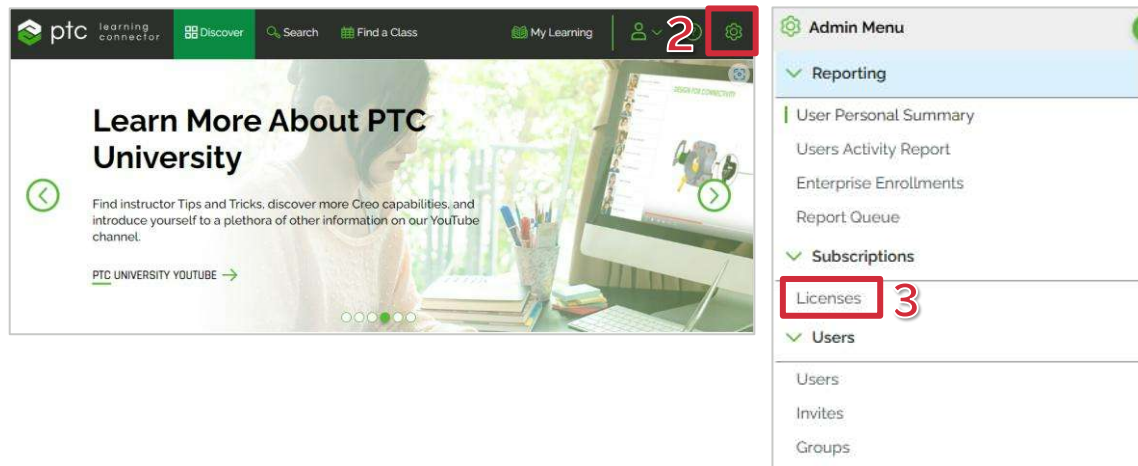 ptc learning connector Discover Search Find a Class My Learning 2
Learn More About PTC
University
Find instructor Tips and Tricks, discover more Creo capabilities, and
introduce yourself to a plethora of other information on our YouTube
channel.
PTC UNIVERSITY YOUTUBE →
DESIGN FOR CONNECTIVITY
Admin Menu
Reporting
User Personal Summary
Users Activity Report
Enterprise Enrollments
Report Queue
Subscriptions
Licenses 3
Users
Users
Invites
Groups